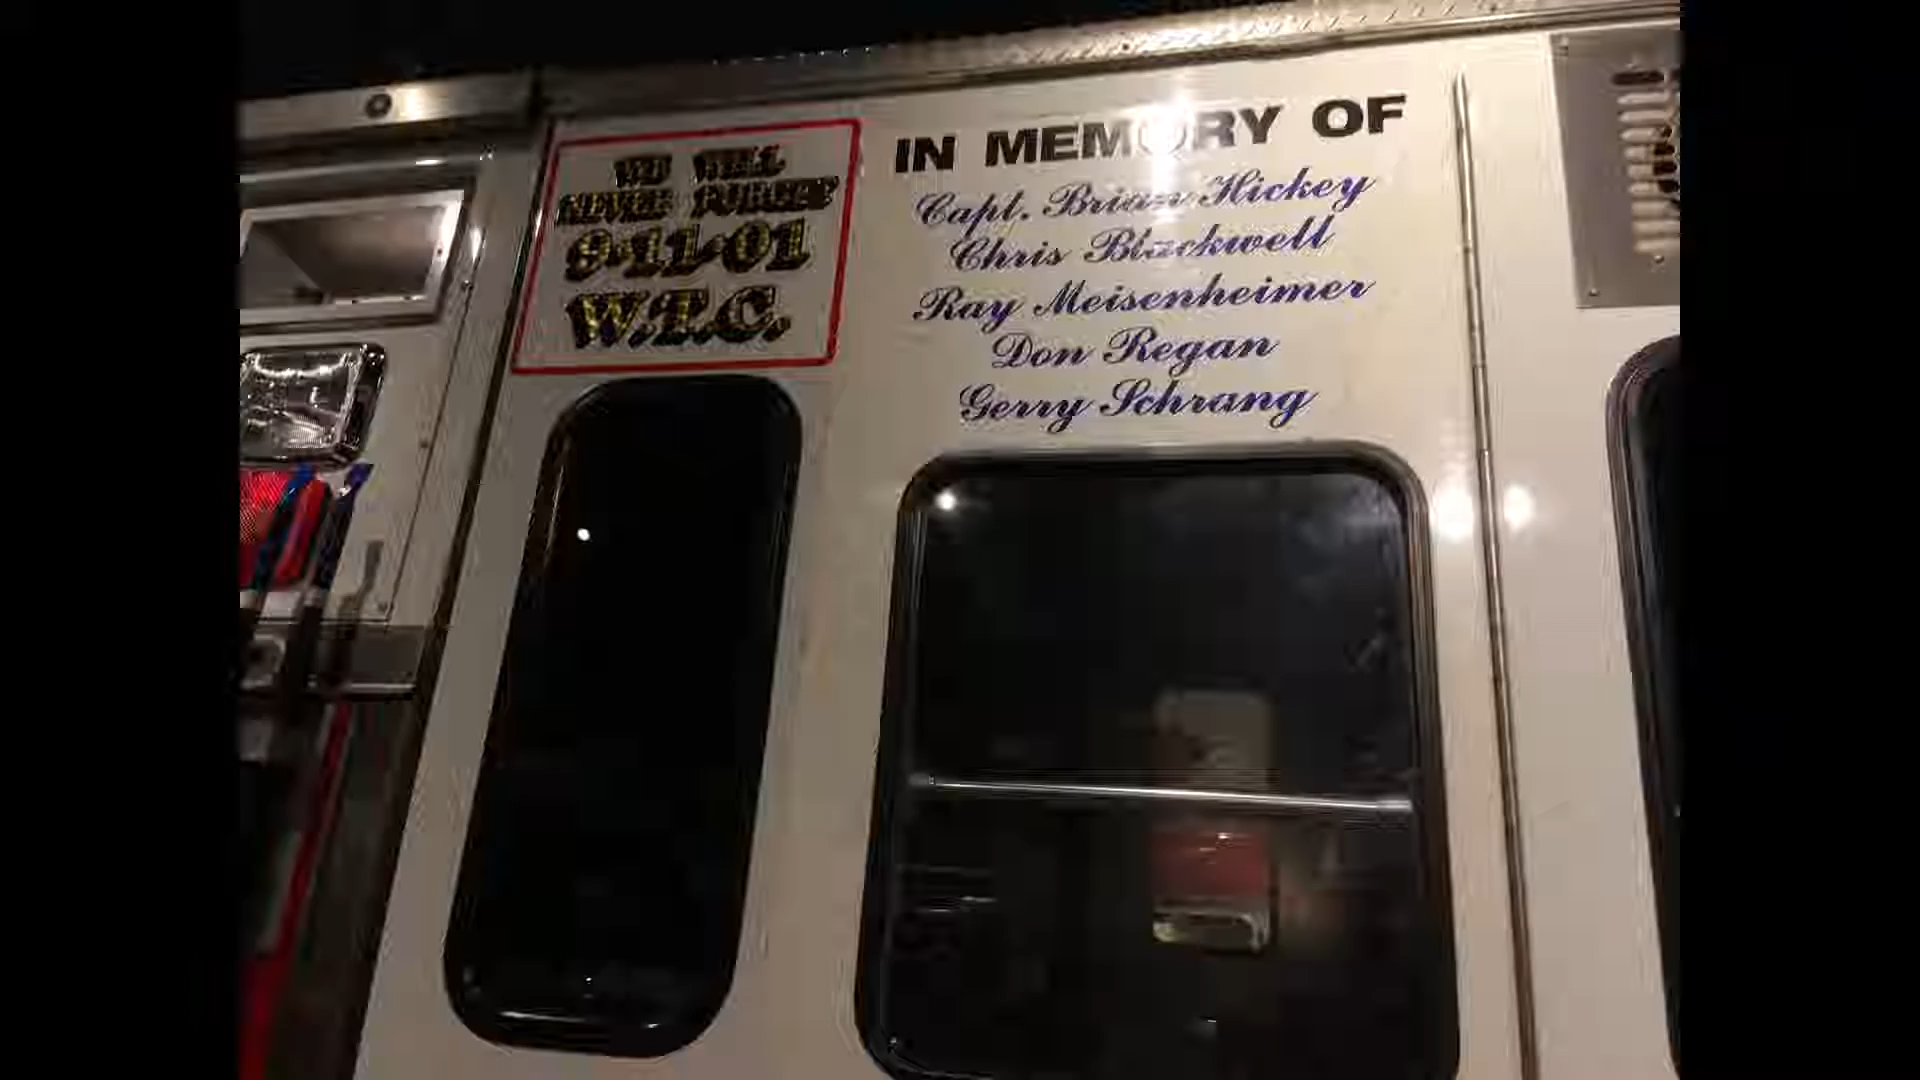 WE WILL
NEVER FORGET
9-11-01
W.T.C.
IN MEMORY OF
Capt. Brian Hickey
Chris Blackwell
Ray Meisenheimer
Don Regan
Gerry Schrang